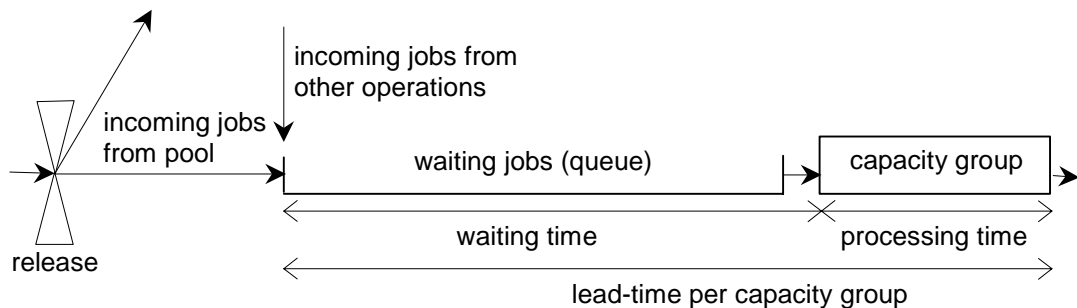 incoming jobs from
other operations
incoming jobs
from pool
waiting jobs (queue)
capacity group
waiting time
processing time
release
lead-time per capacity group